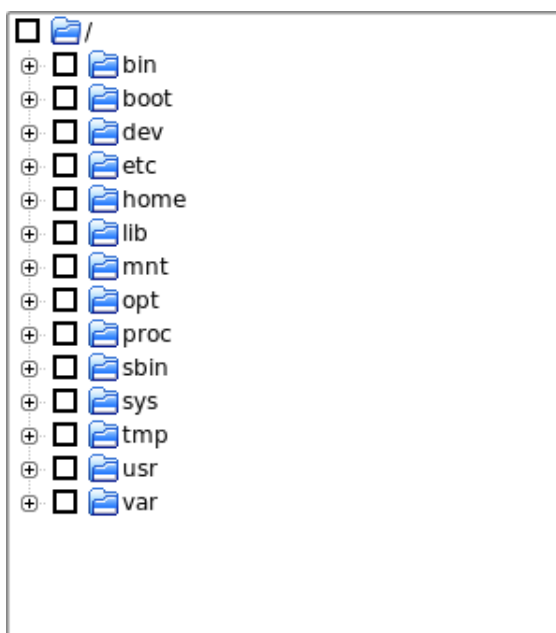 /
bin
boot
dev
etc
home
lib
mnt
opt
proc
sbin
sys
tmp
usr
var